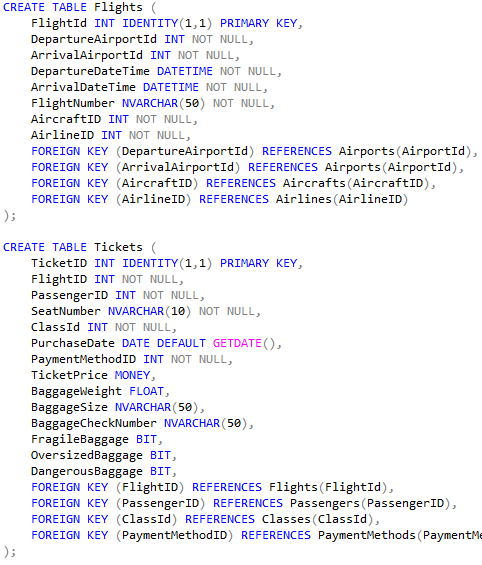 CREATE TABLE Flights (
    FlightId INT IDENTITY(1,1) PRIMARY KEY,
    DepartureAirportId INT NOT NULL,
    ArrivalAirportId INT NOT NULL,
    DepartureDateTime DATETIME NOT NULL,
    ArrivalDateTime DATETIME NOT NULL,
    FlightNumber NVARCHAR(50) NOT NULL,
    AircraftID INT NOT NULL,
    AirlineID INT NOT NULL,
    FOREIGN KEY (DepartureAirportId) REFERENCES Airports(AirportId),
    FOREIGN KEY (ArrivalAirportId) REFERENCES Airports(AirportId),
    FOREIGN KEY (AircraftID) REFERENCES Aircrafts(AircraftID),
    FOREIGN KEY (AirlineID) REFERENCES Airlines(AirlineID)
);
CREATE TABLE Tickets (
    TicketID INT IDENTITY(1,1) PRIMARY KEY,
    FlightID INT NOT NULL,
    PassengerID INT NOT NULL,
    SeatNumber NVARCHAR(10) NOT NULL,
    ClassId INT NOT NULL,
    PurchaseDate DATE DEFAULT GETDATE(),
    PaymentMethodID INT NOT NULL,
    TicketPrice MONEY,
    BaggageWeight FLOAT,
    BaggageSize NVARCHAR(50),
    BaggageCheckNumber NVARCHAR(50),
    FragileBaggage BIT,
    OversizedBaggage BIT,
    DangerousBaggage BIT,
    FOREIGN KEY (FlightID) REFERENCES Flights(FlightId),
    FOREIGN KEY (PassengerID) REFERENCES Passengers(PassengerID),
    FOREIGN KEY (ClassId) REFERENCES Classes(ClassId),
    FOREIGN KEY (PaymentMethodID) REFERENCES PaymentMethods(PaymentMe
);